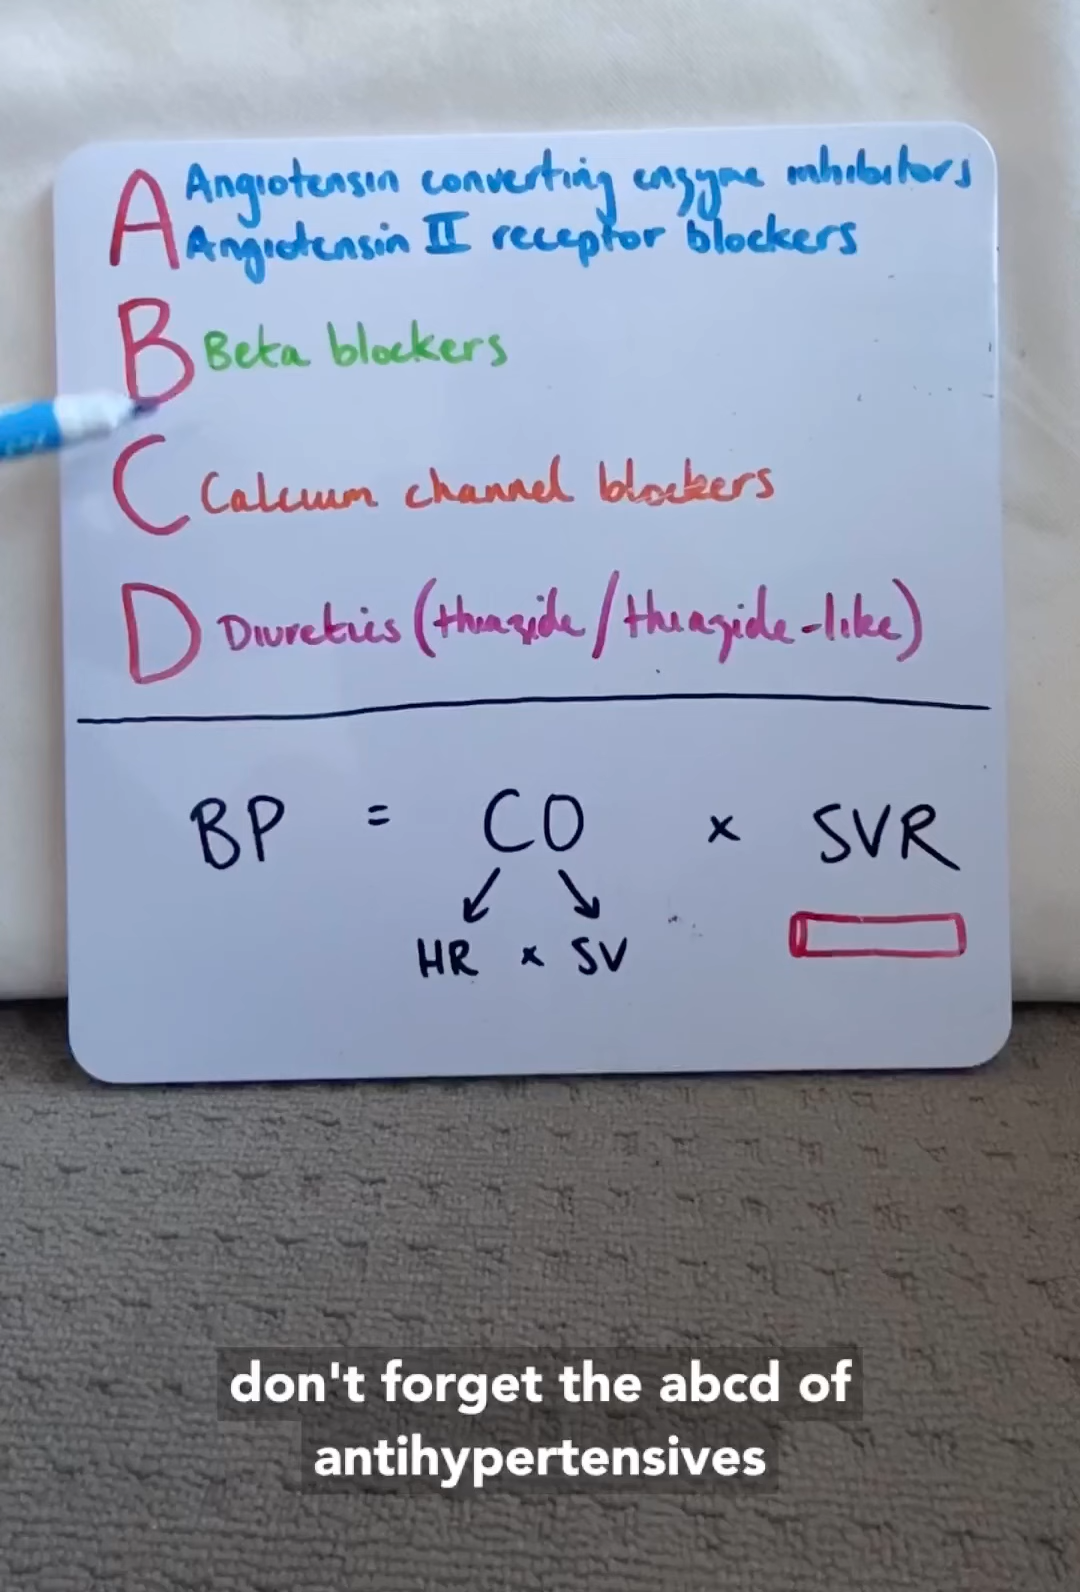 A Angiotensin converting enzyme inhibitors
Angiotensin II receptor blockers
B Beta blockers
C Calcium channel blockers
D Diuretics (thiazide/thiazide-like)
BP = CO x SVR
HR x SV
don't forget the abcd of
antihypertensives